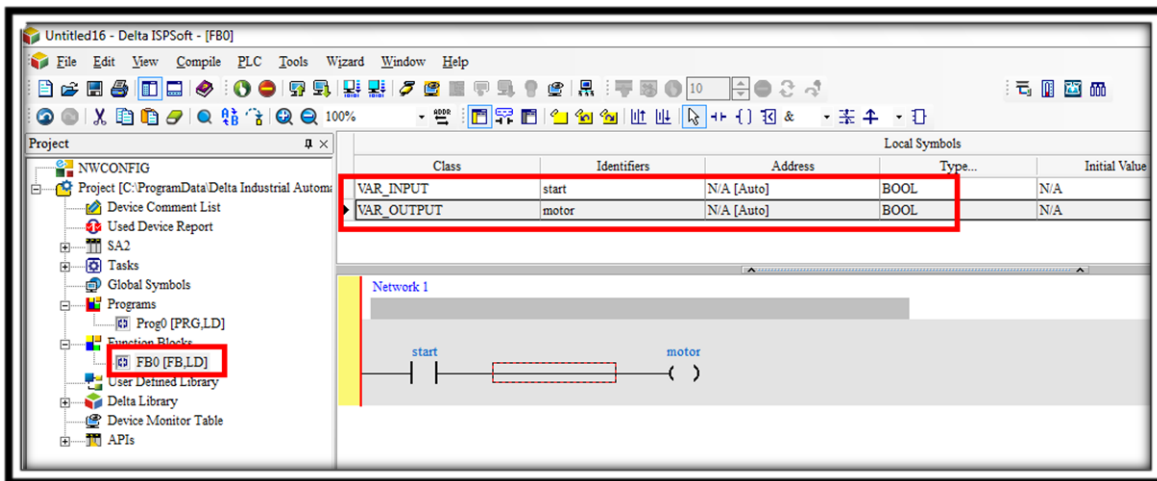 Untitled16 - Delta ISPSoft - [FB0]
File Edit View Compile PLC Tools Wizard Window Help
10
100%
Project
NWCONFIG
Project [C:\ProgramData\Delta Industrial Autom
Device Comment List
Used Device Report
SA2
Tasks
Global Symbols
Programs
Prog0 [PRG,LD]
Function Blocks
FB0 [FB,LD]
User Defined Library
Delta Library
Device Monitor Table
APIs
Local Symbols
Class Identifiers Address Type... Initial Value
VAR_INPUT start N/A [Auto] BOOL N/A
VAR_OUTPUT motor N/A [Auto] BOOL N/A
Network 1
start motor